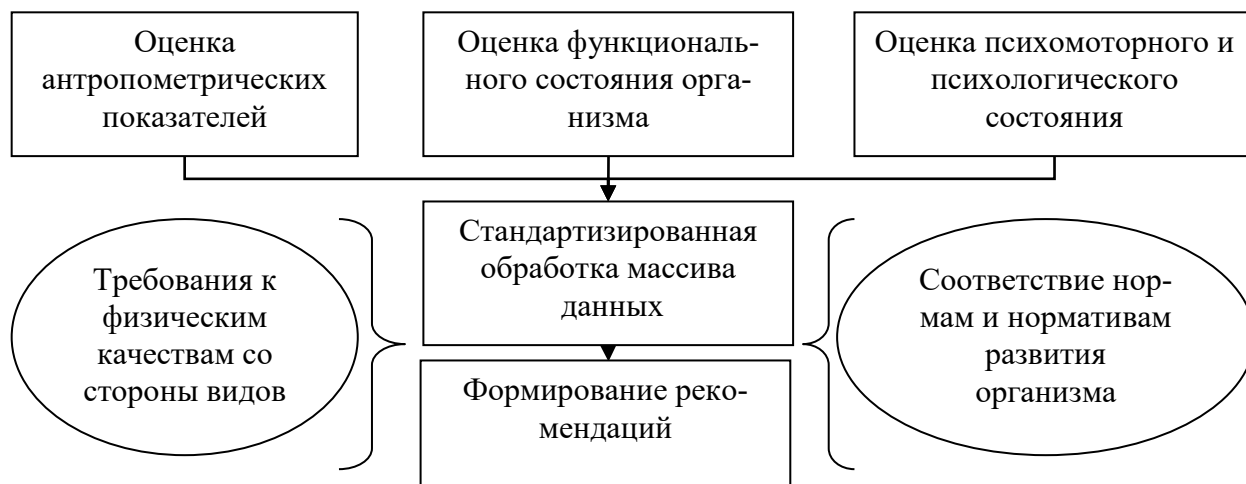 Оценка
антропометрических
показателей
Оценка функциональ-
ного состояния орга-
низма
Оценка психомоторного и
психологического
состояния
Стандартизированная
обработка массива
данных
Требования к
физическим
качествам со
стороны видов
Соответствие нор-
мам и нормативам
развития
организма
Формирование реко-
мендаций